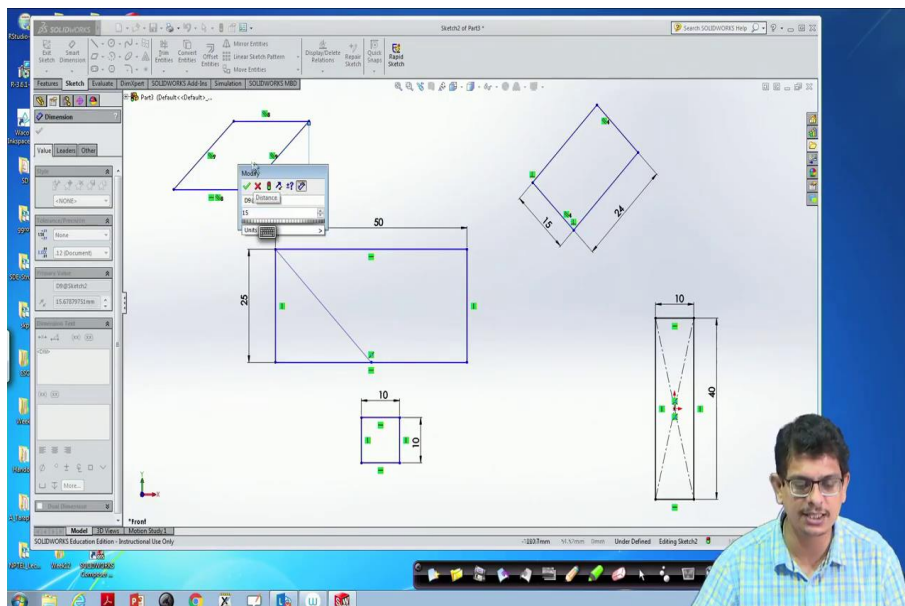 SOLIDWORKS
Sketch2 of Part3 *
Search SOLIDWORKS Help
Exit Sketch
Smart Dimension
Trim Entities
Convert Entities
Offset Entities
Mirror Entities
Linear Sketch Pattern
Move Entities
Display/Delete Relations
Repair Sketch
Quick Snaps
Rapid Sketch
Features Sketch Evaluate DimXpert SOLIDWORKS Add-Ins Simulation SOLIDWORKS MBD
Part3 (Default<<Default>_...
Dimension
Value Leaders Other
Style
<NONE>
Tolerance/Precision
None
.12 (Document)
Primary Value
D9@Sketch2
15.67879731mm
Dimension Text
<DIM>
More...
Dual Dimension
Modify
Distance
15
Units
50
25
10
10
15
24
10
40
*Front
Model 3D Views Motion Study 1
SOLIDWORKS Education Edition - Instructional Use Only
0mm Under Defined Editing Sketch2